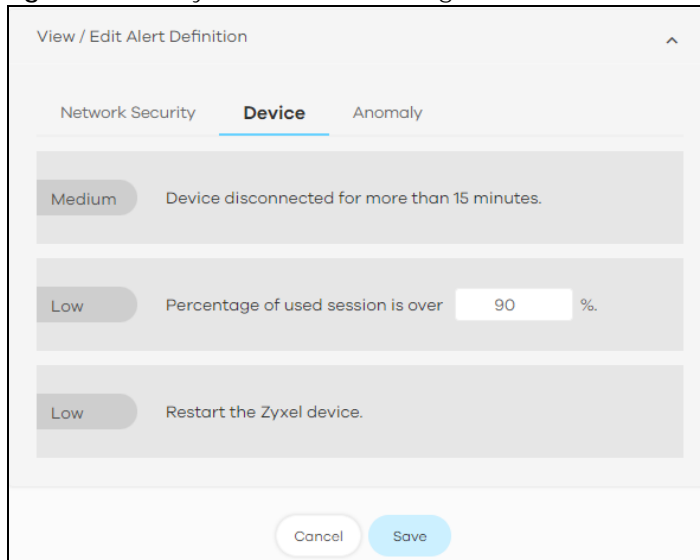 View / Edit Alert Definition
Network Security Device Anomaly
Medium Device disconnected for more than 15 minutes.
Low Percentage of used session is over 90 %.
Low Restart the Zyxel device.
Cancel Save